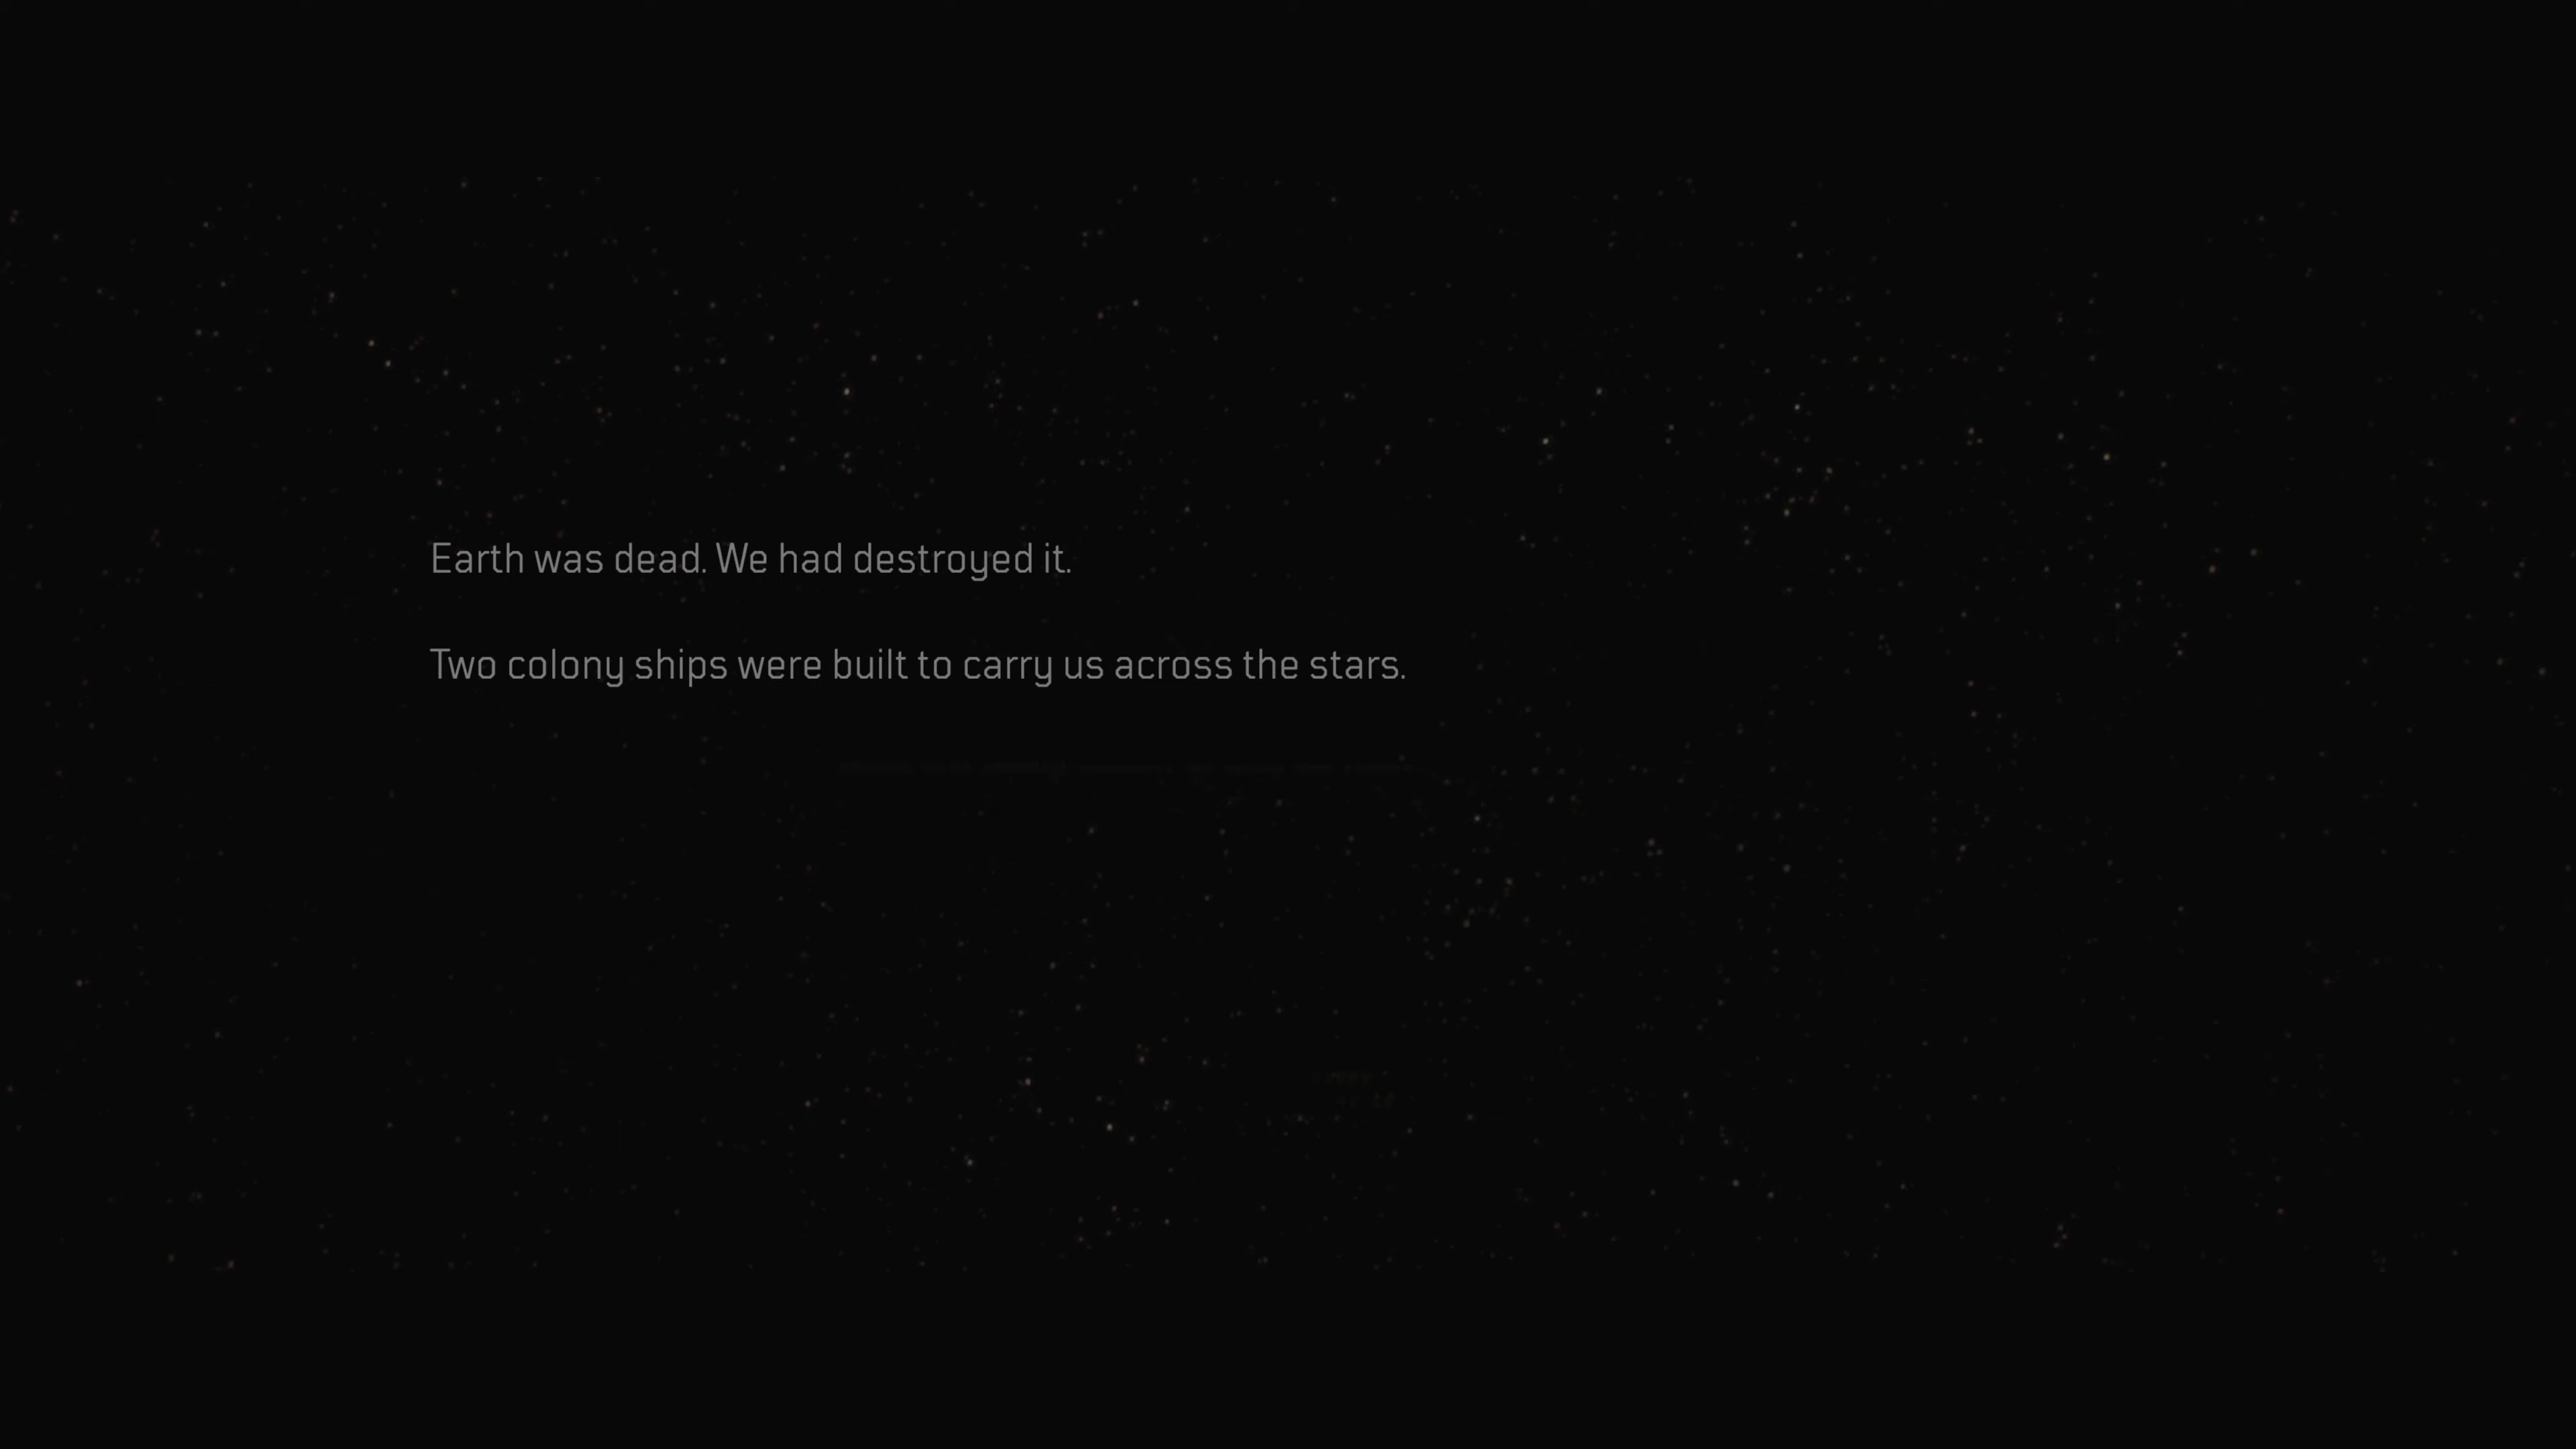 Earth was dead. We had destroyed it.
Two colony ships were built to carry us across the stars.